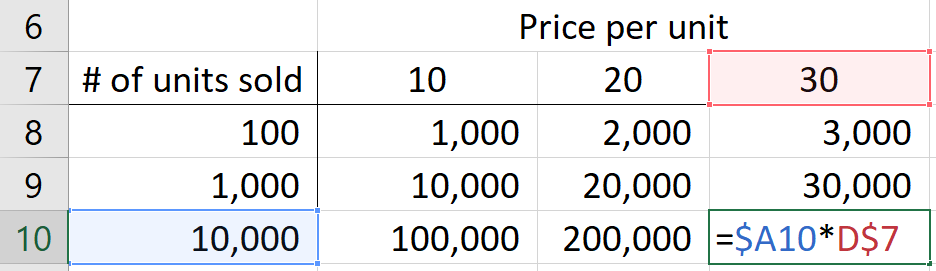 6 Price per unit
7 # of units sold 10 20 30
8 100 1,000 2,000 3,000
9 1,000 10,000 20,000 30,000
10 10,000 100,000 200,000 =$A10*D$7